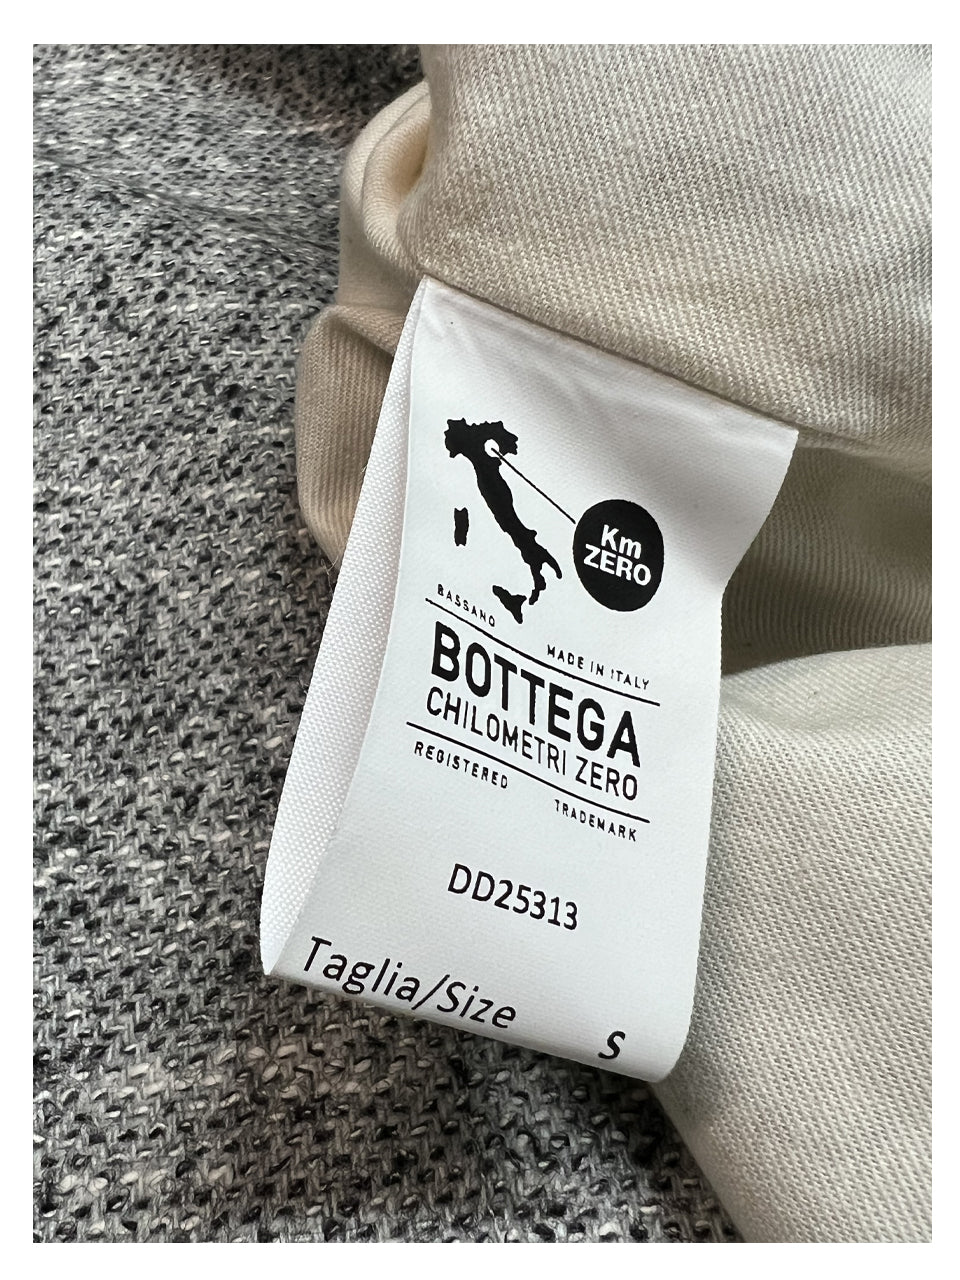 Km
ZERO
BASSANO MADE IN ITALY
BOTTEGA
CHILOMETRI ZERO
REGISTERED TRADEMARK
DD25313
Taglia/Size S